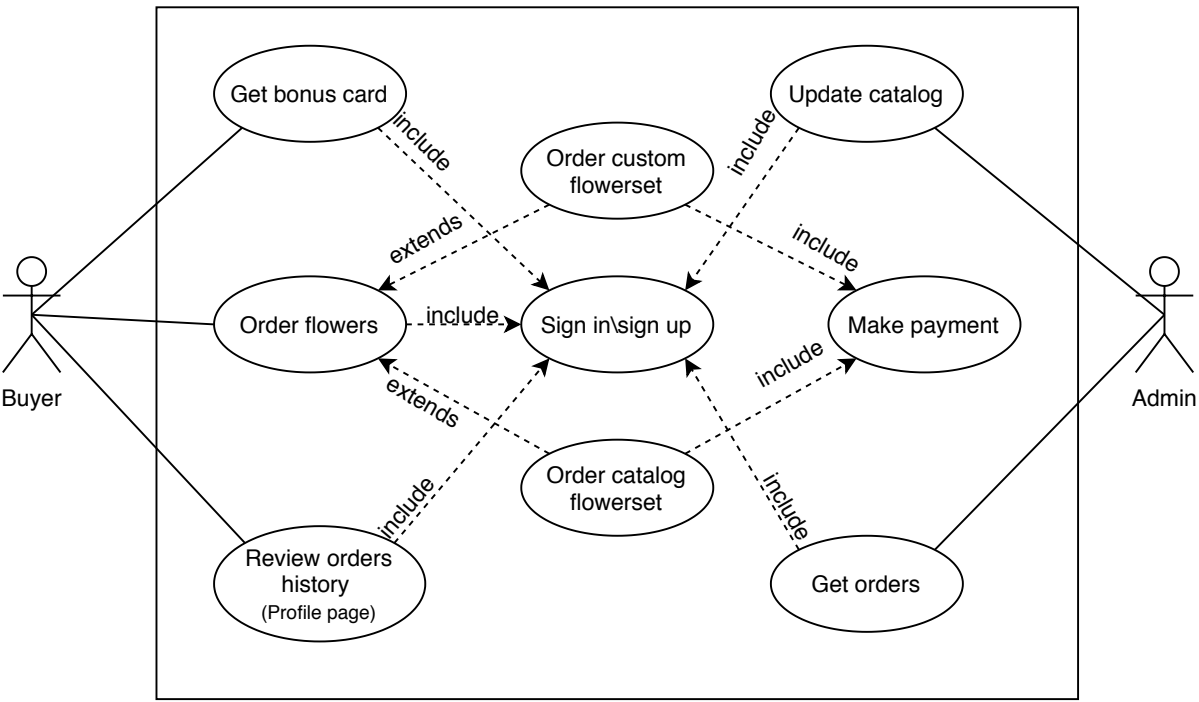 Get bonus card
Update catalog
include
include
Order custom
flowerset
extends
include
Order flowers
include
Sign in\sign up
Make payment
include
extends
Buyer
Admin
Order catalog
flowerset
include
include
Review orders
history
(Profile page)
Get orders